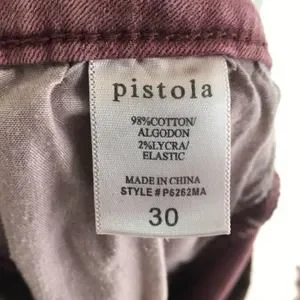 pistola
98%COTTON/
ALGODON
2%LYCRA/
ELASTIC
MADE IN CHINA
STYLE # P6262MA
30